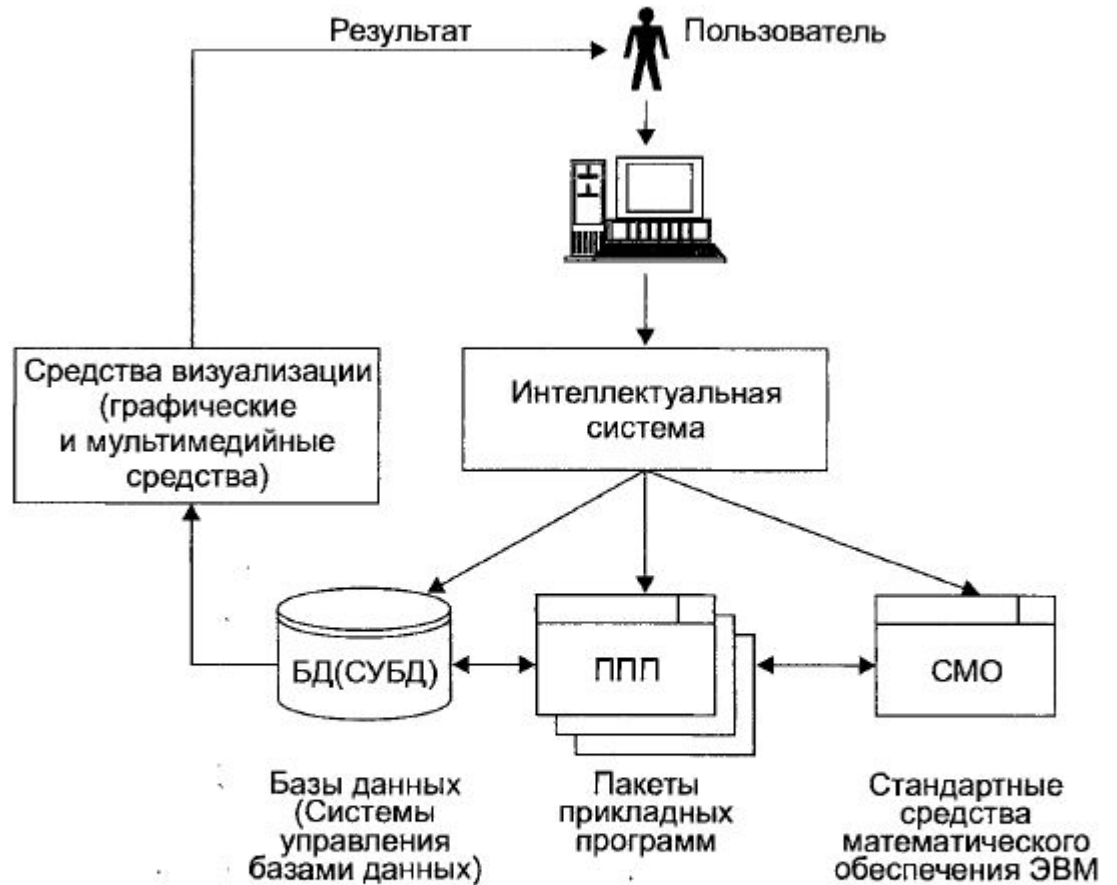 Результат
Пользователь
Средства визуализации
(графические
и мультимедийные
средства)
Интеллектуальная
система
БД(СУБД)
ППП
СМО
Базы данных
(Системы
управления
базами данных)
Пакеты
прикладных
программ
Стандартные
средства
математического
обеспечения ЭВМ